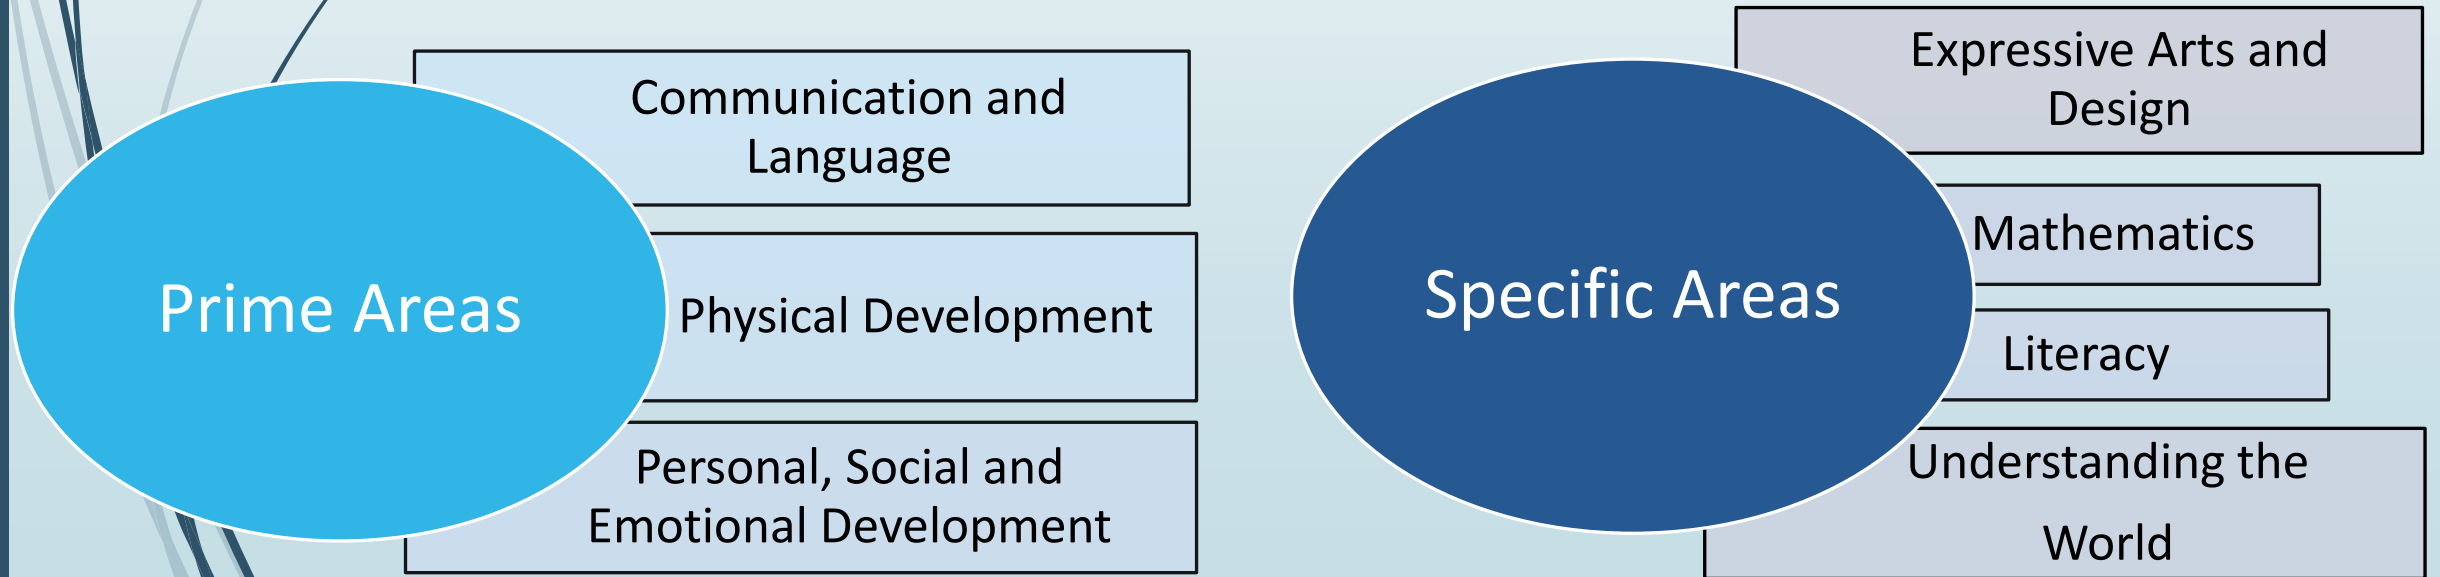 Prime Areas
Communication and
Language
Physical Development
Personal, Social and
Emotional Development
Specific Areas
Expressive Arts and
Design
Mathematics
Literacy
Understanding the
World